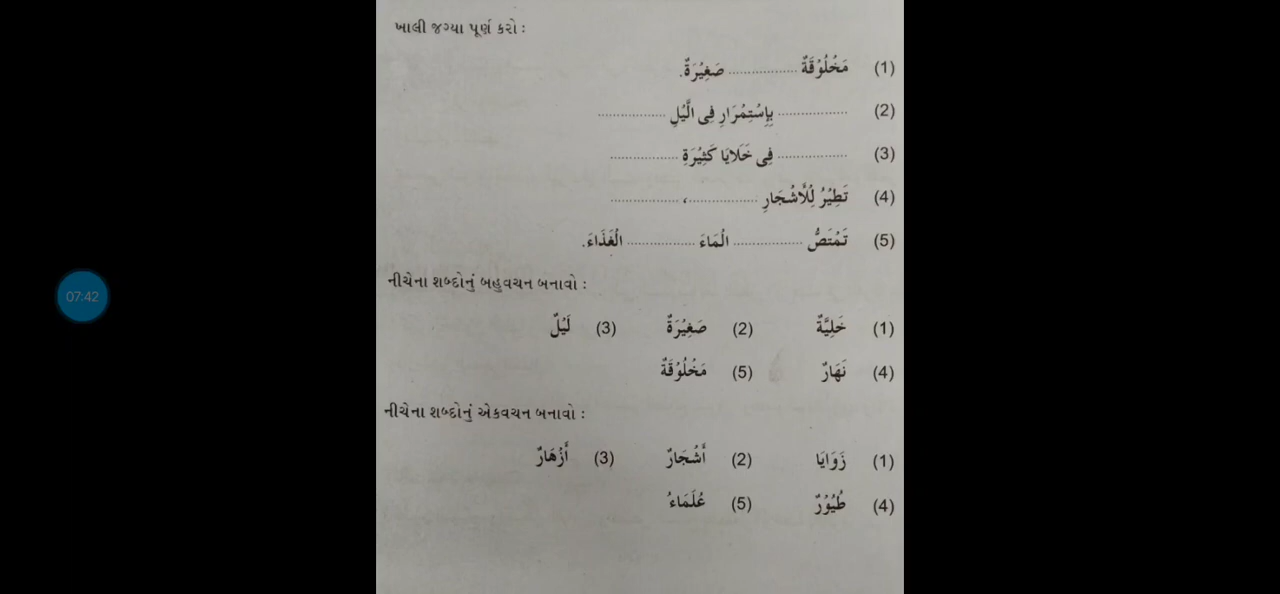 ખાલી જગ્યા પૂર્ણ કરો :
(1) مَخْلُوْقَةٌ ................. صَغِيْرَةٌ.
(2) ................. بِإِسْتِمْرَارِ فِى الَّيْلِ .................
(3) ................. فِى خَلَايَا كَثِيْرَةِ .................
(4) تَطِيْرُ لِلْأَشْجَارِ .................، .................
(5) تَمْتَصُّ ................. الْمَاءَ ................. الْغَذَاءَ.
07:42
નીચેના શબ્દોનું બહુવચન બનાવો :
(1) خَلِيَّةٌ (2) صَغِيْرَةٌ (3) لَيْلٌ
(4) نَهَارٌ (5) مَخْلُوْقَةٌ
નીચેના શબ્દોનું એકવચન બનાવો :
(1) زَوَايَا (2) أَشْجَارٌ (3) أَزْهَارٌ
(4) طُيُوْرٌ (5) عُلَمَاءُ